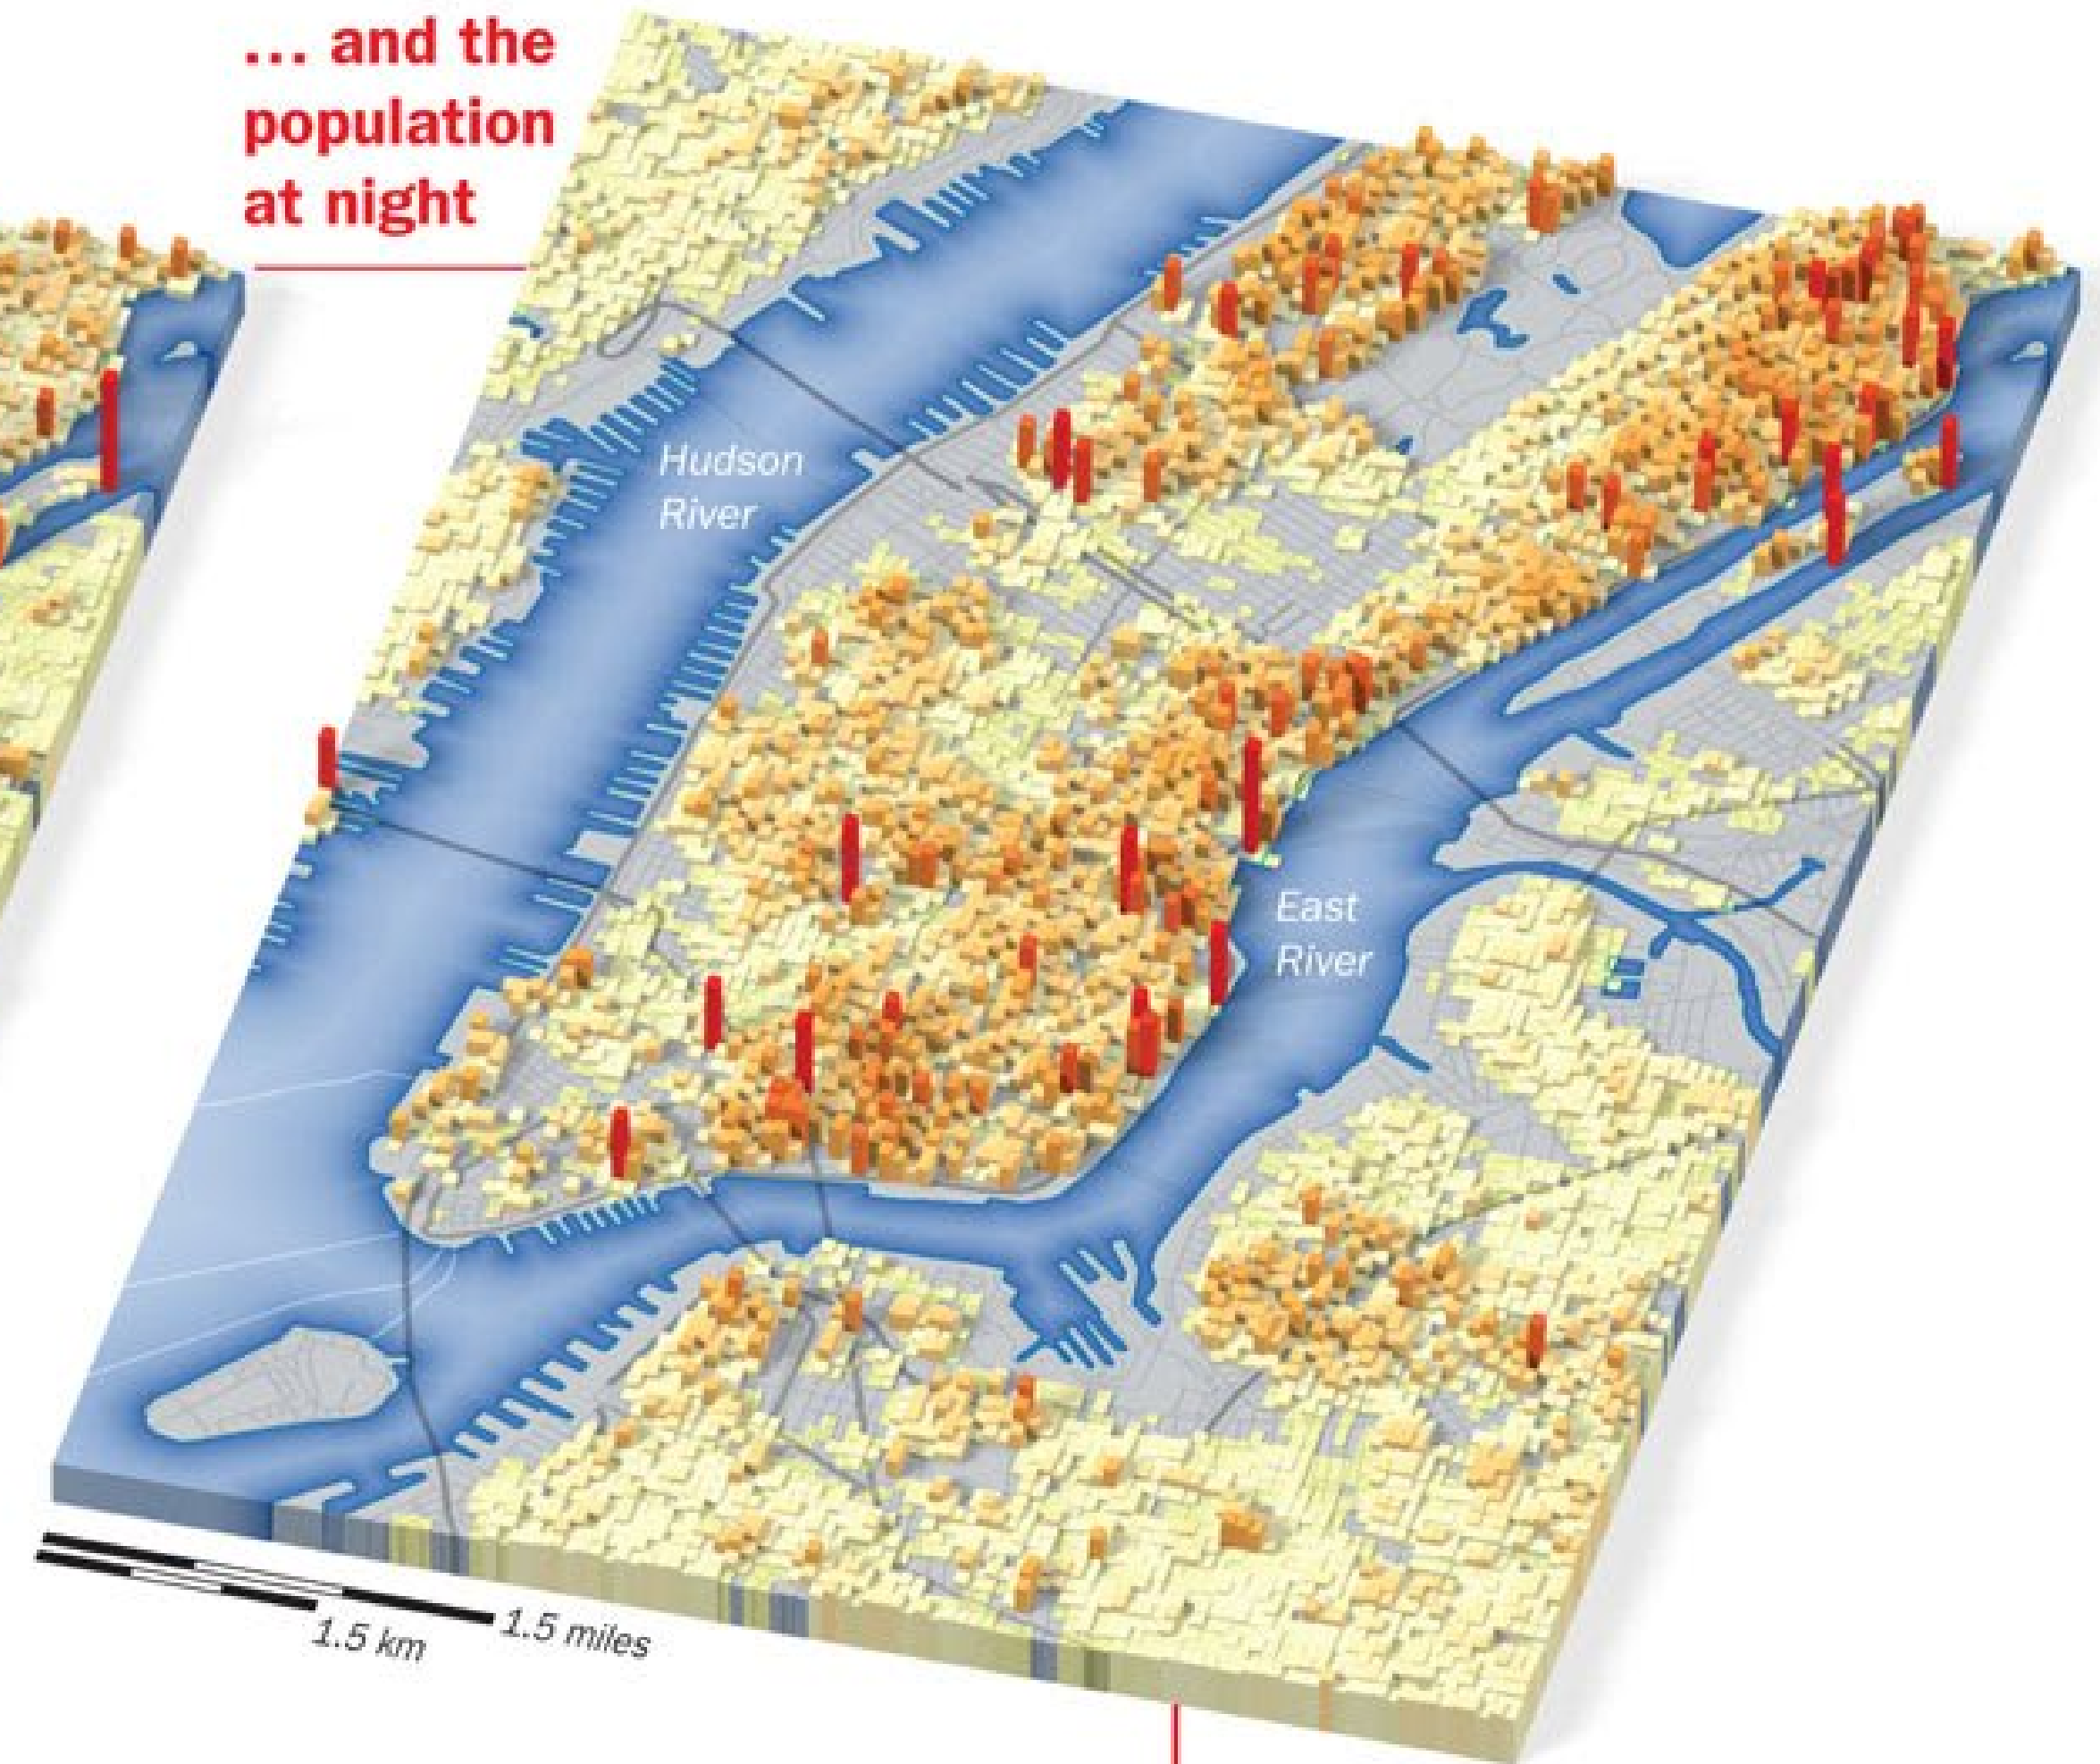 ... and the
population
at night
Hudson
River
East
River
1.5 km
1.5 miles